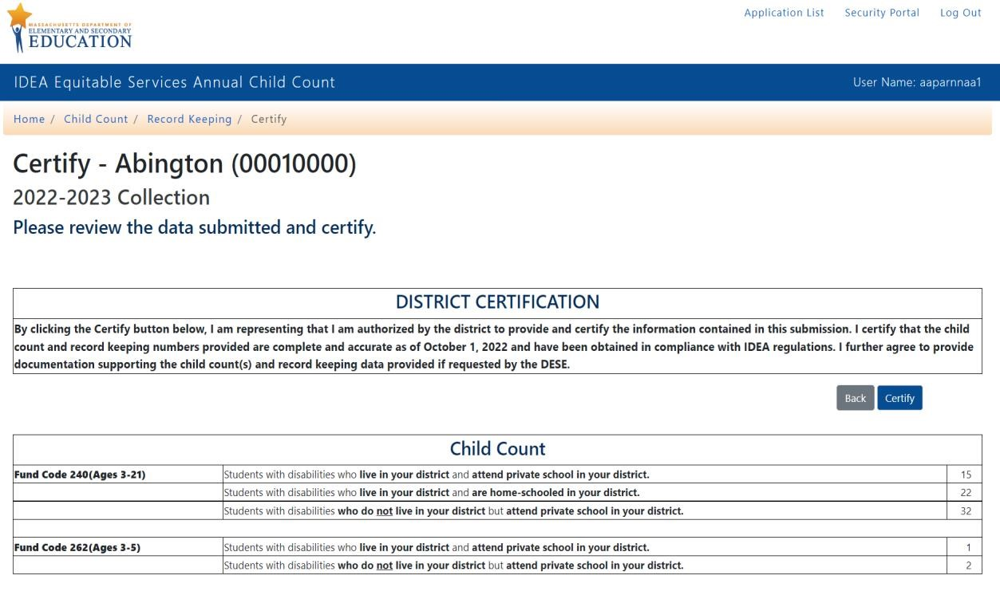 MASSACHUSETTS DEPARTMENT OF
ELEMENTARY AND SECONDARY
EDUCATION
Application List Security Portal Log Out
IDEA Equitable Services Annual Child Count User Name: aaparnnaa1
Home / Child Count / Record Keeping / Certify
Certify - Abington (00010000)
2022-2023 Collection
Please review the data submitted and certify.
DISTRICT CERTIFICATION
By clicking the Certify button below, I am representing that I am authorized by the district to provide and certify the information contained in this submission. I certify that the child
count and record keeping numbers provided are complete and accurate as of October 1, 2022 and have been obtained in compliance with IDEA regulations. I further agree to provide
documentation supporting the child count(s) and record keeping data provided if requested by the DESE.
Back Certify
Child Count
Fund Code 240(Ages 3-21) Students with disabilities who live in your district and attend private school in your district. 15
Students with disabilities who live in your district and are home-schooled in your district. 22
Students with disabilities who do not live in your district but attend private school in your district. 32
Fund Code 262(Ages 3-5) Students with disabilities who live in your district and attend private school in your district. 1
Students with disabilities who do not live in your district but attend private school in your district. 2